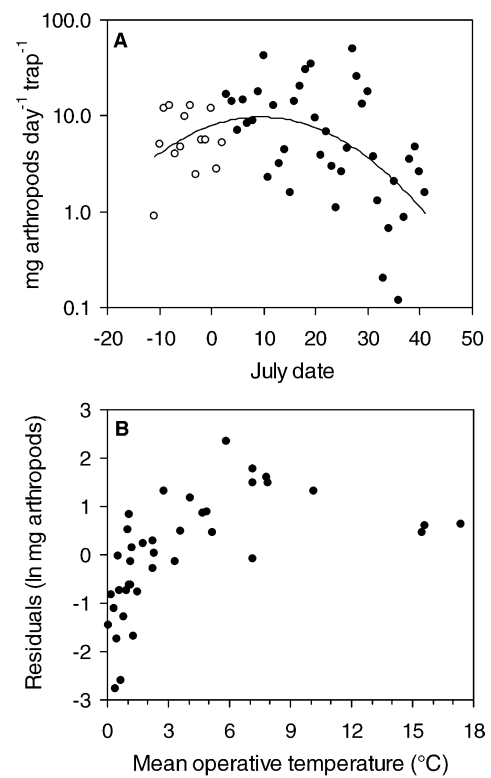 100.0
A
10.0
1.0
0.1
mg arthropods day⁻¹ trap⁻¹
-20 -10 0 10 20 30 40 50
July date
3
B
2
1
0
-1
-2
-3
Residuals (ln mg arthropods)
0 3 6 9 12 15 18
Mean operative temperature (°C)